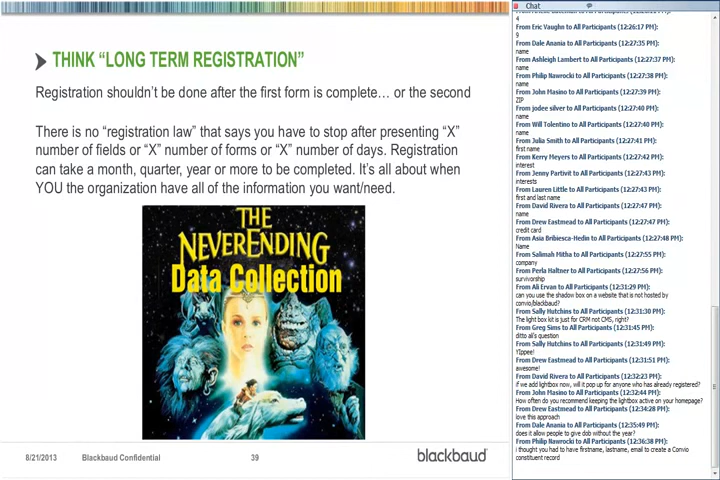 THINK “LONG TERM REGISTRATION”
Registration shouldn’t be done after the first form is complete… or the second
There is no “registration law” that says you have to stop after presenting “X”
number of fields or “X” number of forms or “X” number of days. Registration
can take a month, quarter, year or more to be completed. It’s all about when
YOU the organization have all of the information you want/need.
THE
NEVERENDING
Data Collection
8/21/2013
Blackbaud Confidential
39
blackbaud
Chat
4
From Eric Vaughn to All Participants (12:26:17 PM):
9
From Dale Anania to All Participants (12:27:35 PM):
name
From Ashleigh Lambert to All Participants (12:27:37 PM):
name
From Philip Nawrocki to All Participants (12:27:38 PM):
name
From John Masino to All Participants (12:27:39 PM):
ZIP
From jodee silver to All Participants (12:27:40 PM):
name
From Will Tolentino to All Participants (12:27:40 PM):
name
From Julia Smith to All Participants (12:27:41 PM):
first name
From Kerry Meyers to All Participants (12:27:42 PM):
interest
From Jenny Partivit to All Participants (12:27:43 PM):
interests
From Lauren Little to All Participants (12:27:43 PM):
first and last name
From David Rivera to All Participants (12:27:47 PM):
name
From Drew Eastmead to All Participants (12:27:47 PM):
credit card
From Asia Bribiesca-Hedin to All Participants (12:27:48 PM):
Name
From Salimah Mitha to All Participants (12:27:55 PM):
company
From Perla Haltner to All Participants (12:27:56 PM):
survivorship
From Ali Ervan to All Participants (12:31:29 PM):
can you use the shadow box on a website that is not hosted by
convio/blackbaud?
From Sally Hutchins to All Participants (12:31:30 PM):
The light box kit is just for CRM not CMS, right?
From Greg Sims to All Participants (12:31:45 PM):
ditto ali's question
From Sally Hutchins to All Participants (12:31:49 PM):
Yippee!
From Drew Eastmead to All Participants (12:31:51 PM):
awesome!
From David Rivera to All Participants (12:32:23 PM):
if we add lightbox now, will it pop up for anyone who has already registered?
From John Masino to All Participants (12:32:44 PM):
How often do you recommend keeping the lightbox active on your homepage?
From Drew Eastmead to All Participants (12:34:28 PM):
love this approach
From Dale Anania to All Participants (12:35:49 PM):
does it allow people to give dob without the year?
From Philip Nawrocki to All Participants (12:36:38 PM):
i thought you had to have firstname, lastname, email to create a Convio
constituent record